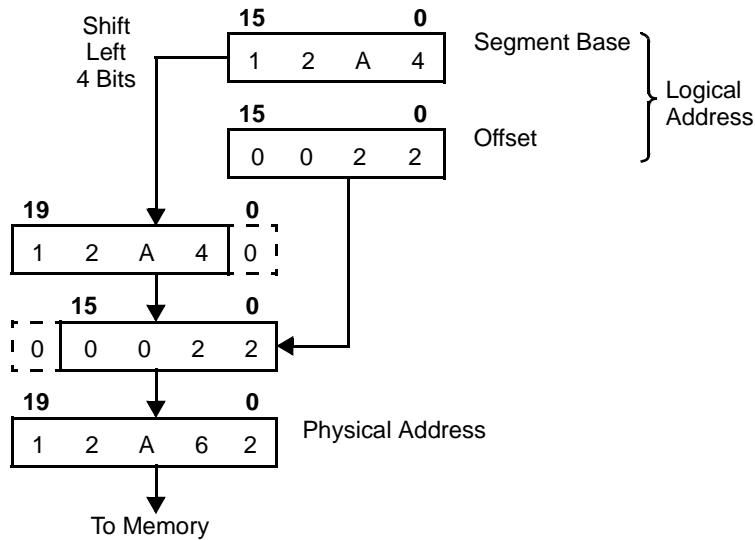 Shift
Left
4 Bits
15 0
1 2 A 4
Segment Base
15 0
0 0 2 2
Offset
Logical
Address
19 0
1 2 A 4 0
15 0
0 0 0 2 2
19 0
1 2 A 6 2
Physical Address
To Memory